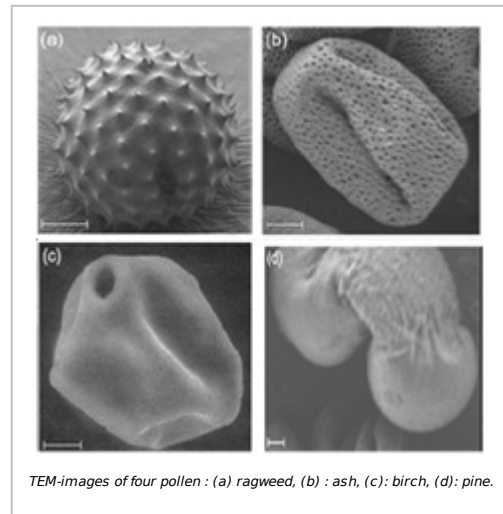 (a)
(b)
(c)
(d)
TEM-images of four pollen : (a) ragweed, (b) : ash, (c): birch, (d): pine.